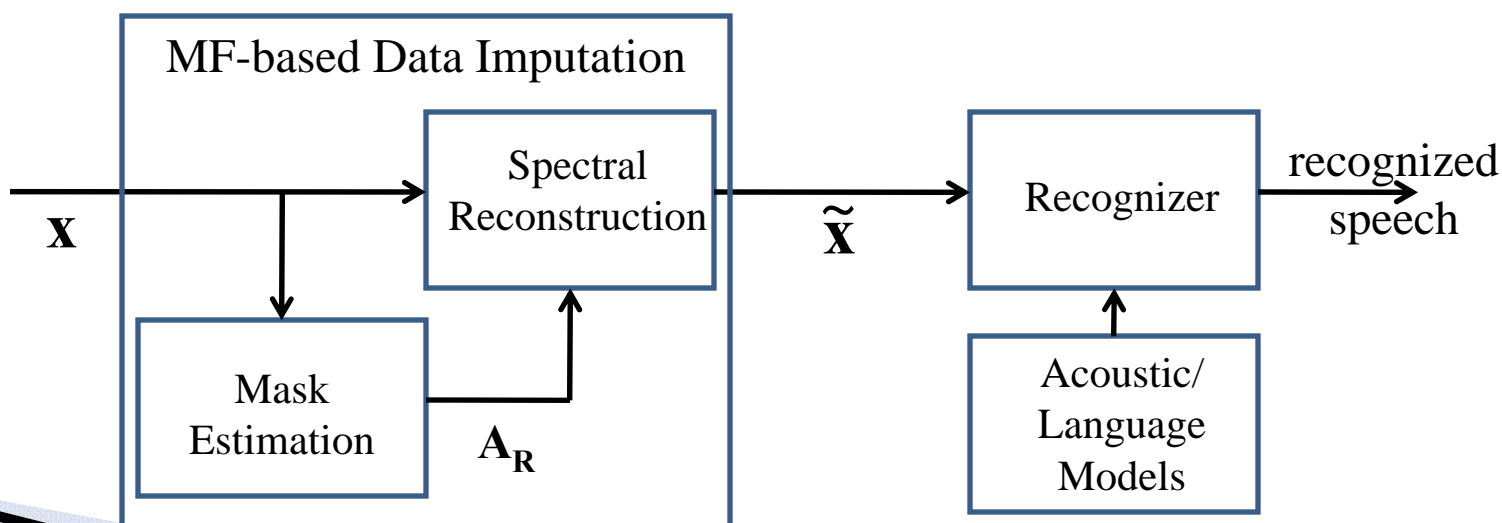 MF-based Data Imputation
Spectral
Reconstruction
Recognizer
recognized
speech
x
x̃
Mask
Estimation
A_R
Acoustic/
Language
Models